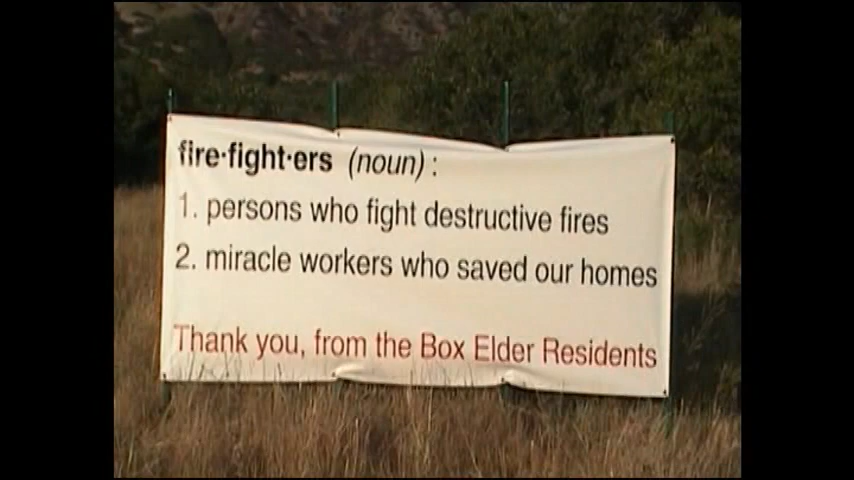 fire·fight·ers (noun) :
1. persons who fight destructive fires
2. miracle workers who saved our homes
Thank you, from the Box Elder Residents